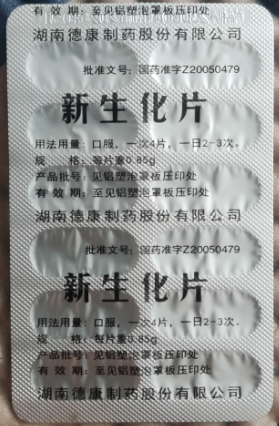 有 效 期：至见铝塑泡罩板压印处
湖南德康制药股份有限公司
批准文号：国药准字Z20050479
新生化片
用法用量：口服，一次4片，一日2-3次。
规　　格：每片重0.85g
产品批号：见铝塑泡罩板压印处
有 效 期：至见铝塑泡罩板压印处
湖南德康制药股份有限公司
批准文号：国药准字Z20050479
新生化片
用法用量：口服，一次4片，一日2-3次。
规　　格：每片重0.85g
产品批号：见铝塑泡罩板压印处
有 效 期：至见铝塑泡罩板压印处
湖南德康制药股份有限公司